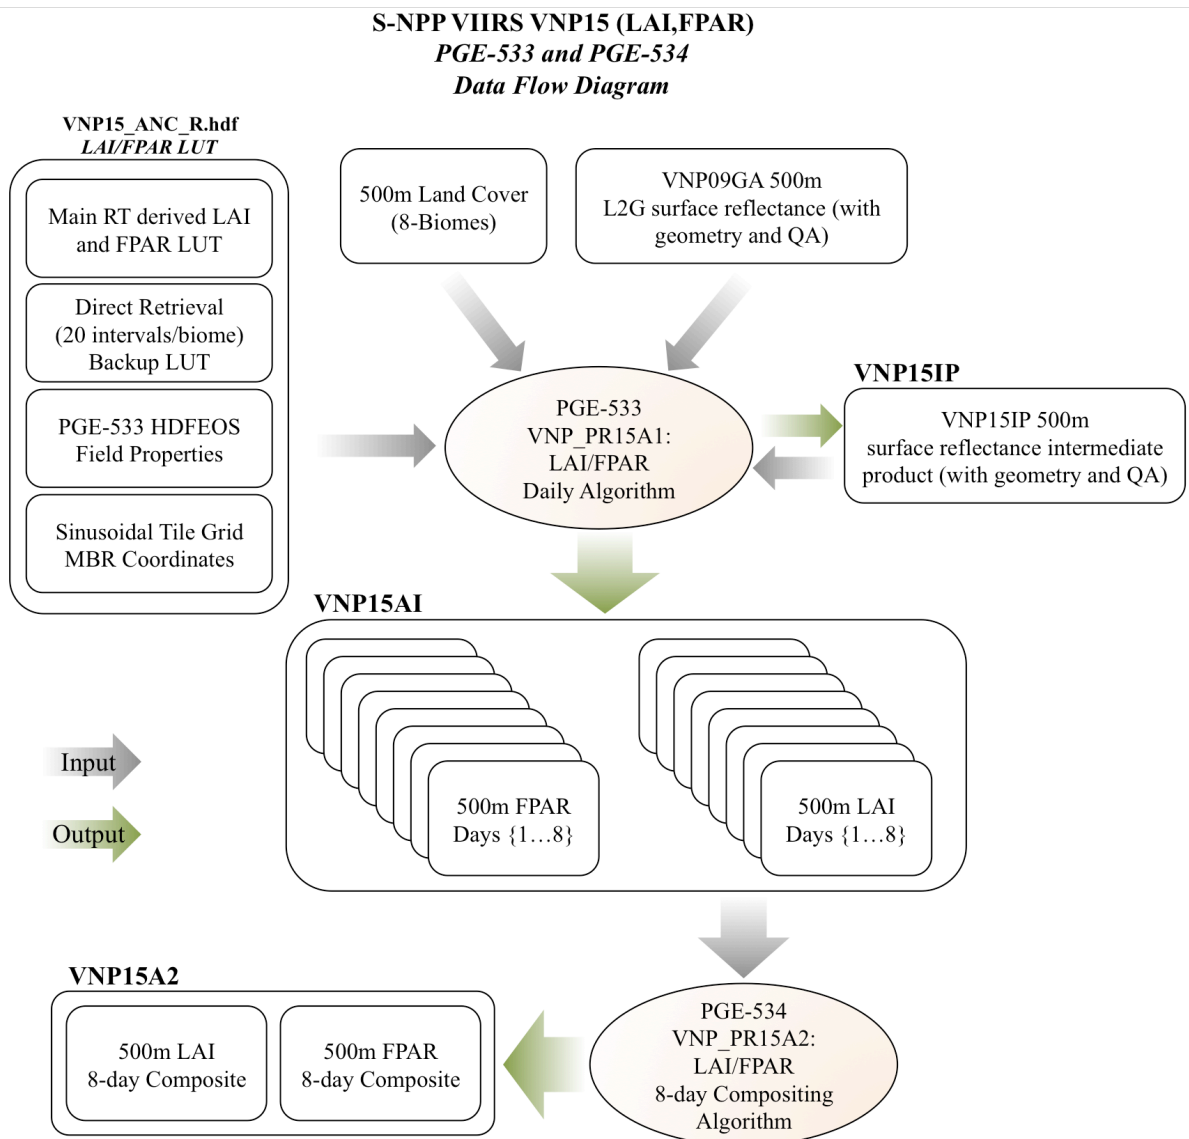 S-NPP VIIRS VNP15 (LAI,FPAR)
PGE-533 and PGE-534
Data Flow Diagram
VNP15_ANC_R.hdf
LAI/FPAR LUT
Main RT derived LAI
and FPAR LUT
Direct Retrieval
(20 intervals/biome)
Backup LUT
PGE-533 HDFEOS
Field Properties
Sinusoidal Tile Grid
MBR Coordinates
500m Land Cover
(8-Biomes)
VNP09GA 500m
L2G surface reflectance (with
geometry and QA)
PGE-533
VNP_PR15A1:
LAI/FPAR
Daily Algorithm
VNP15IP
VNP15IP 500m
surface reflectance intermediate
product (with geometry and QA)
VNP15AI
500m FPAR
Days {1…8}
500m LAI
Days {1…8}
Input
Output
PGE-534
VNP_PR15A2:
LAI/FPAR
8-day Compositing
Algorithm
VNP15A2
500m LAI
8-day Composite
500m FPAR
8-day Composite